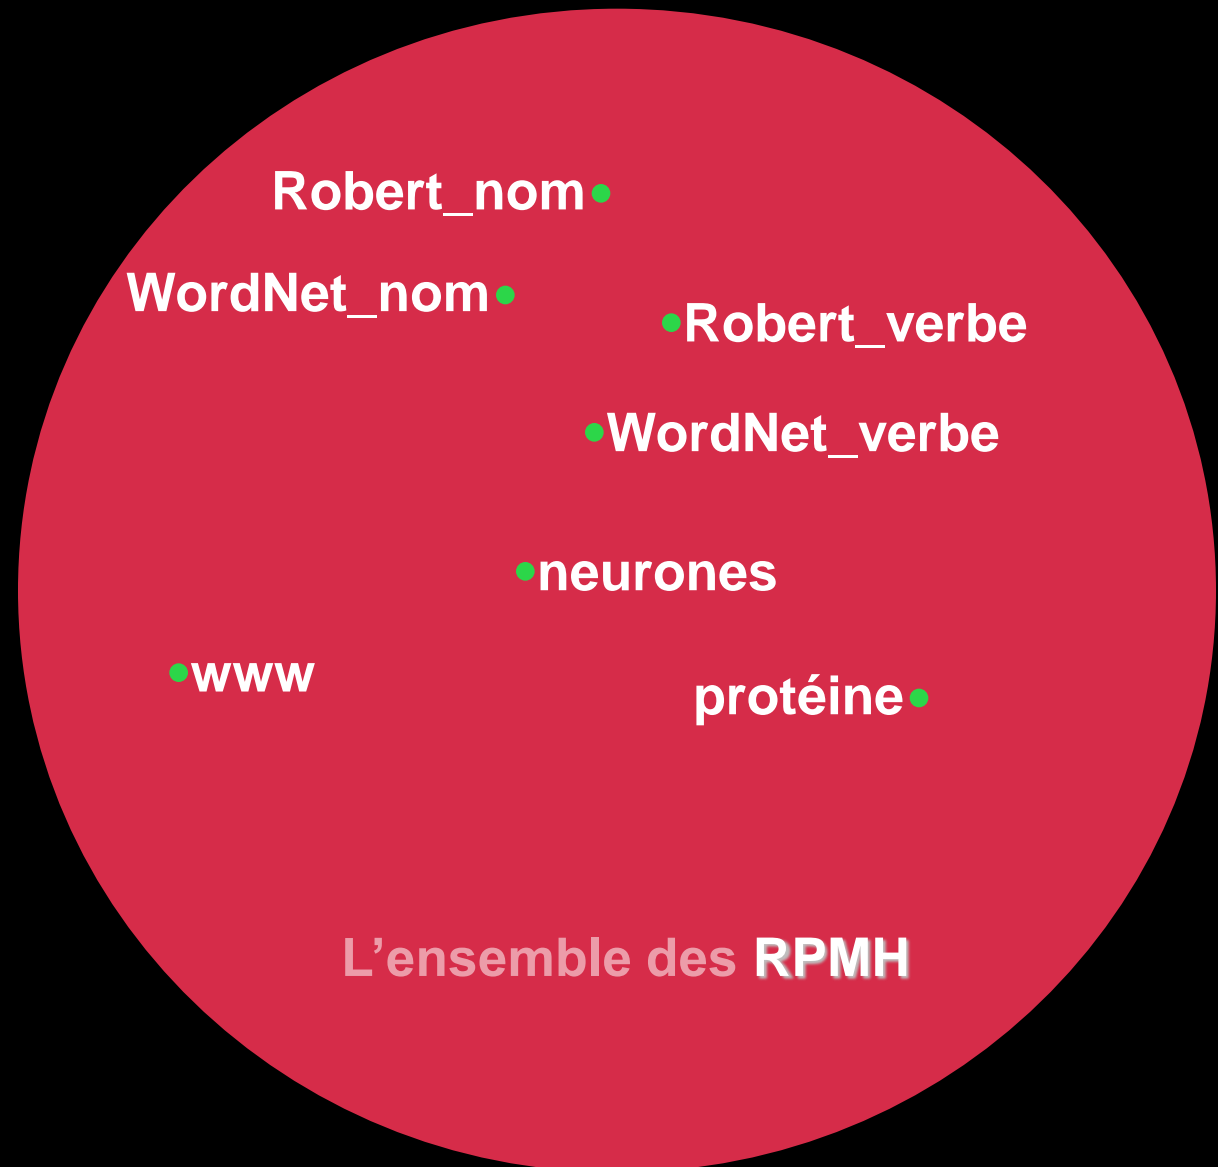 Robert_nom
WordNet_nom
Robert_verbe
WordNet_verbe
neurones
www
protéine
L’ensemble des RPMH